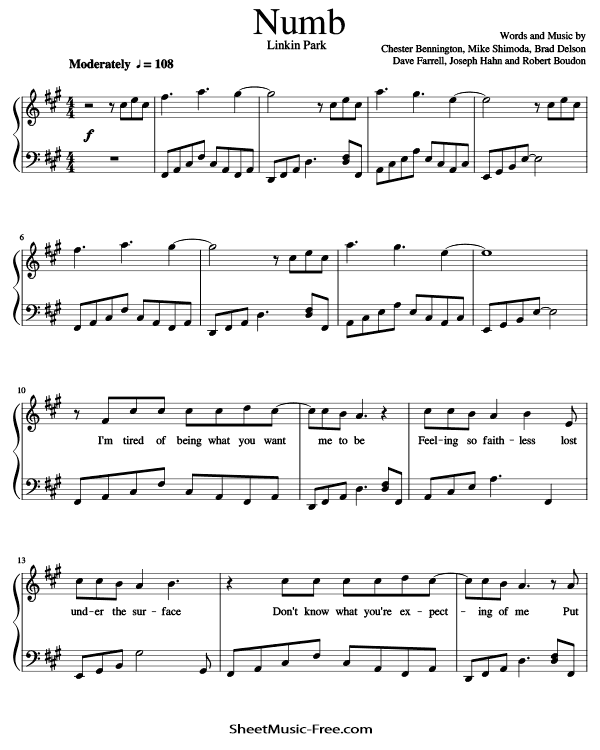 Numb
Linkin Park
Words and Music by
Chester Bennington, Mike Shimoda, Brad Delson
Dave Farrell, Joseph Hahn and Robert Boudon
Moderately ♩= 108
f
6
10
I'm tired of being what you want me to be Feel-ing so faith-less lost
13
und-er the sur-face Don't know what you're ex-pect-ing of me Put
SheetMusic-Free.com